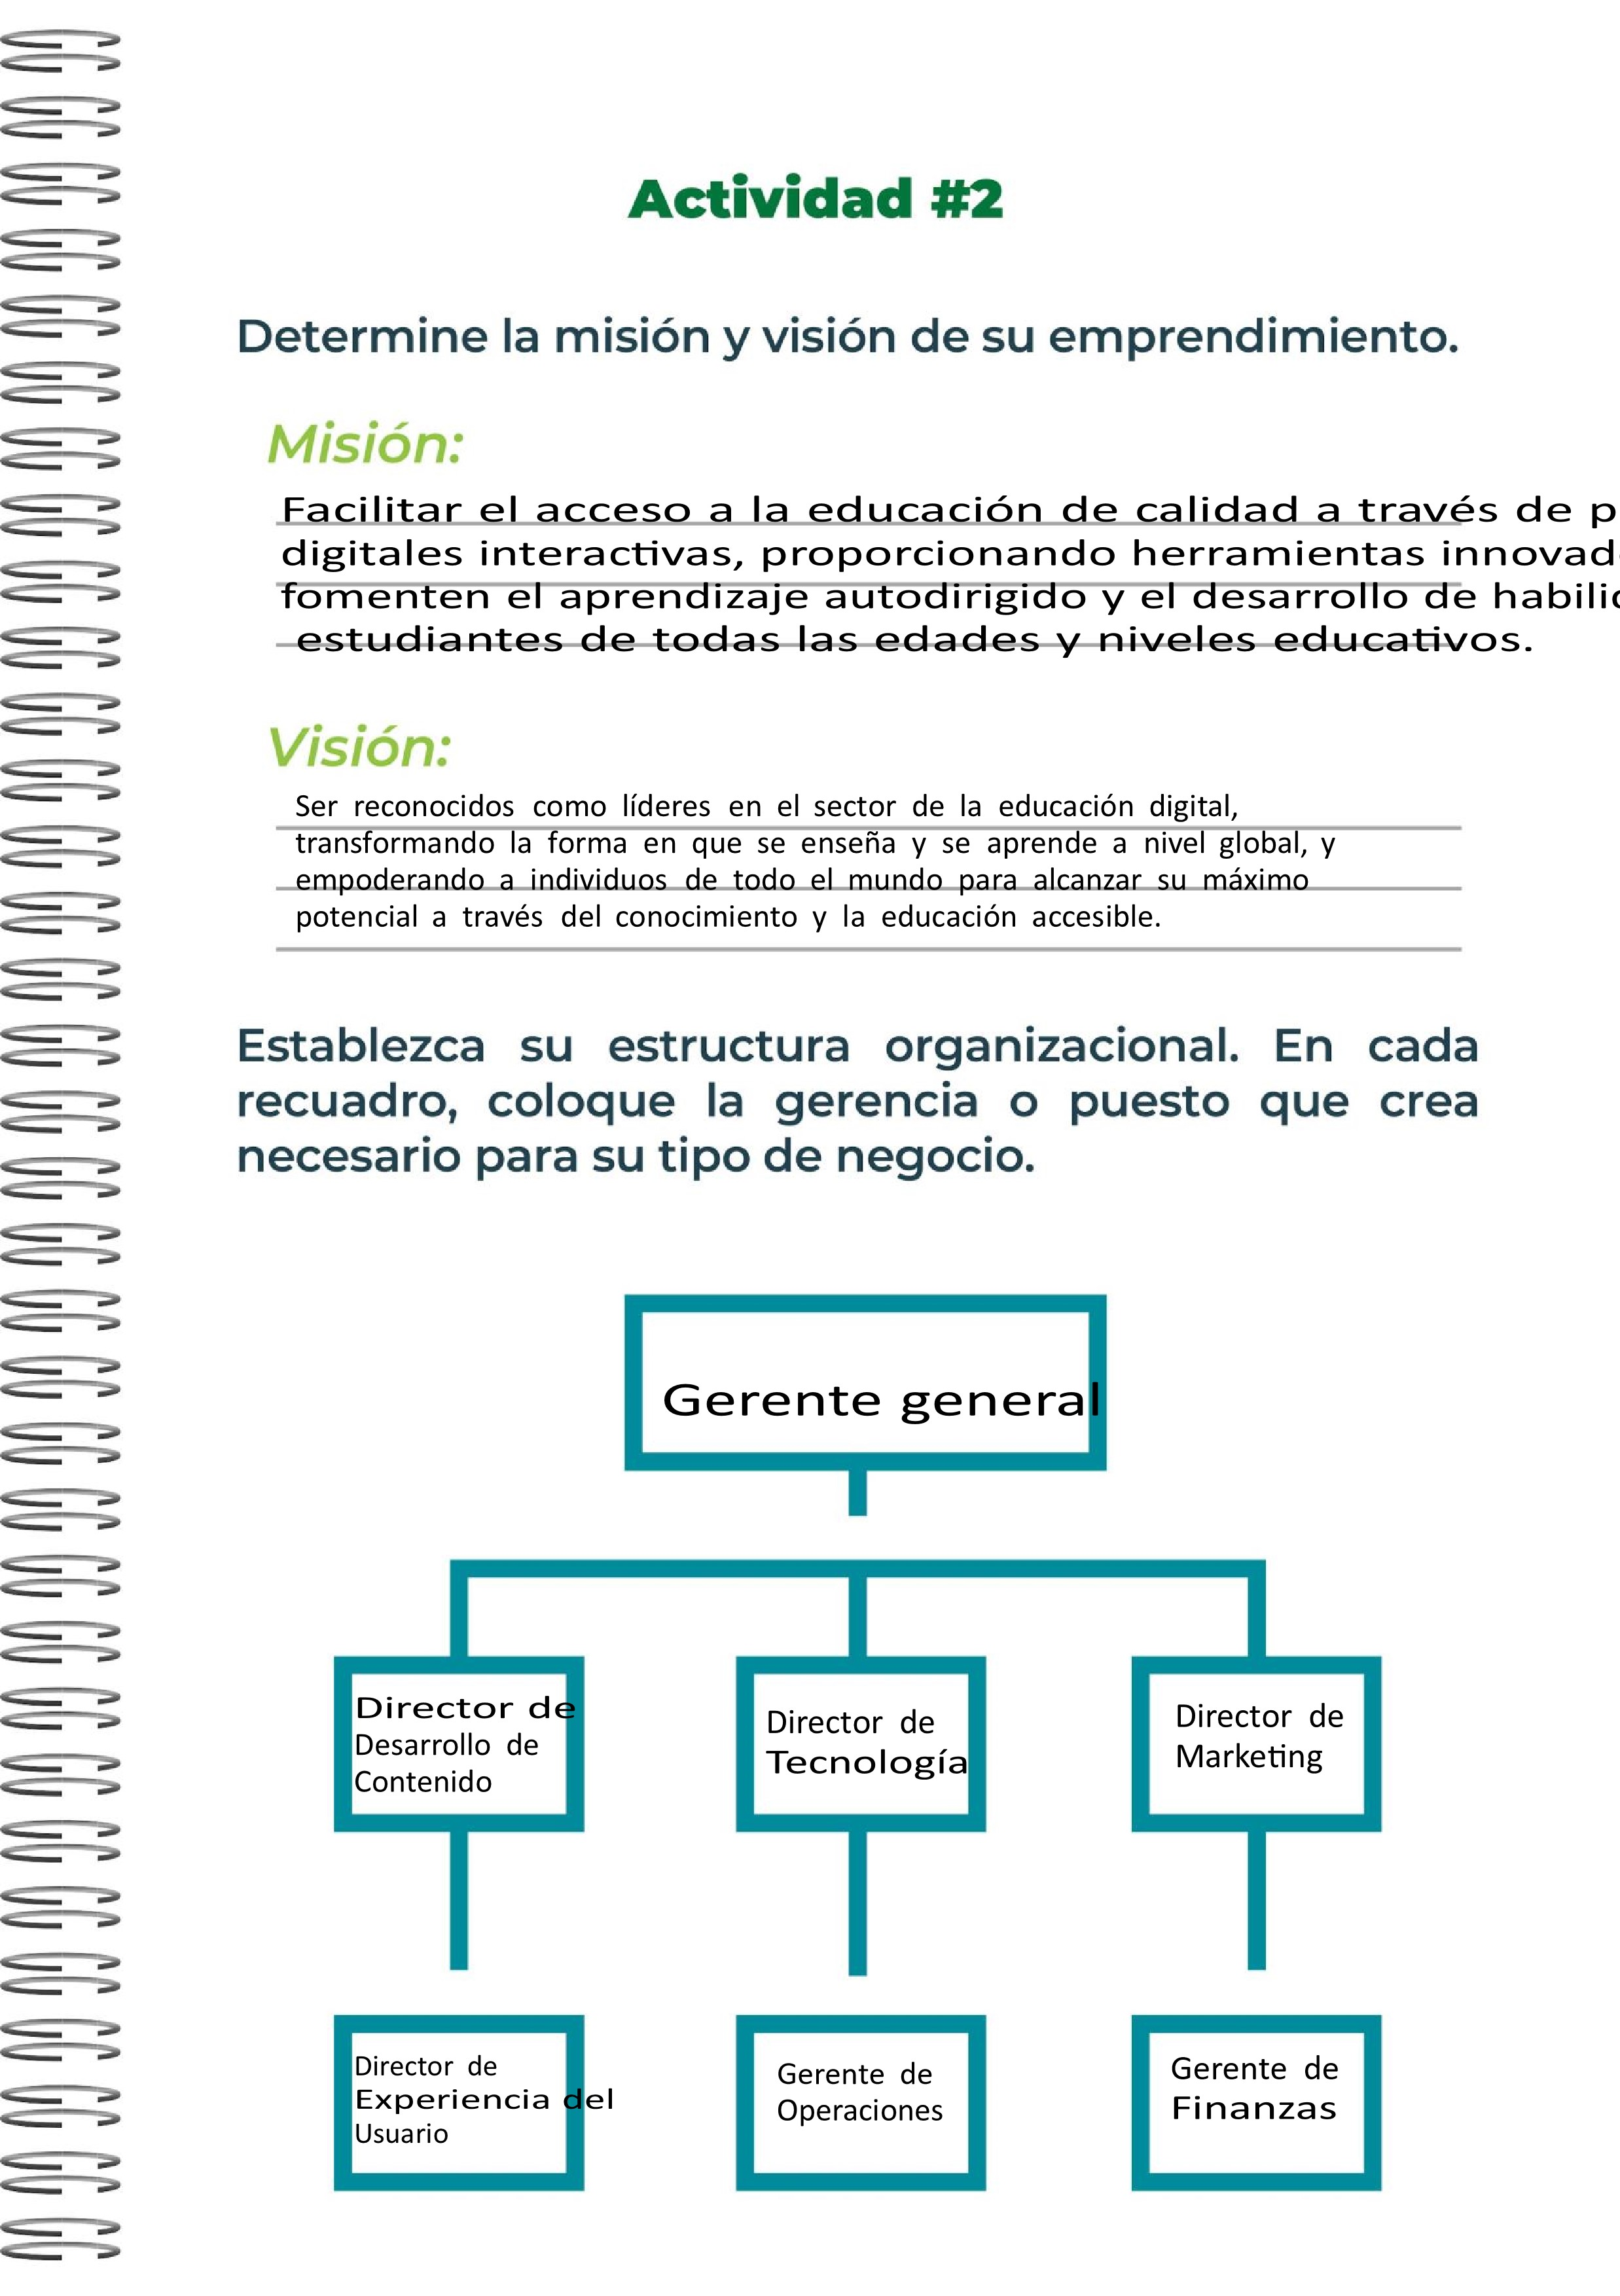 Actividad #2
Determine la misión y visión de su emprendimiento.
Misión:
Facilitar el acceso a la educación de calidad a través de
digitales interactivas, proporcionando herramientas
fomenten el aprendizaje autodirigido y el desarrollo de
estudiantes de todas las edades y niveles educativos.
Visión:
Ser reconocidos como líderes en el sector de la educación digital,
transformando la forma en que se enseña y se aprende a nivel global, y
empoderando a individuos de todo el mundo para alcanzar su máximo
potencial a través del conocimiento y la educación accesible.
Establezca su estructura organizacional. En cada
recuadro, coloque la gerencia o puesto que crea
necesario para su tipo de negocio.
Gerente general
Director de
Desarrollo de
Contenido
Director de
Tecnología
Director de
Marketing
Director de
Experiencia del
Usuario
Gerente de
Operaciones
Gerente de
Finanzas